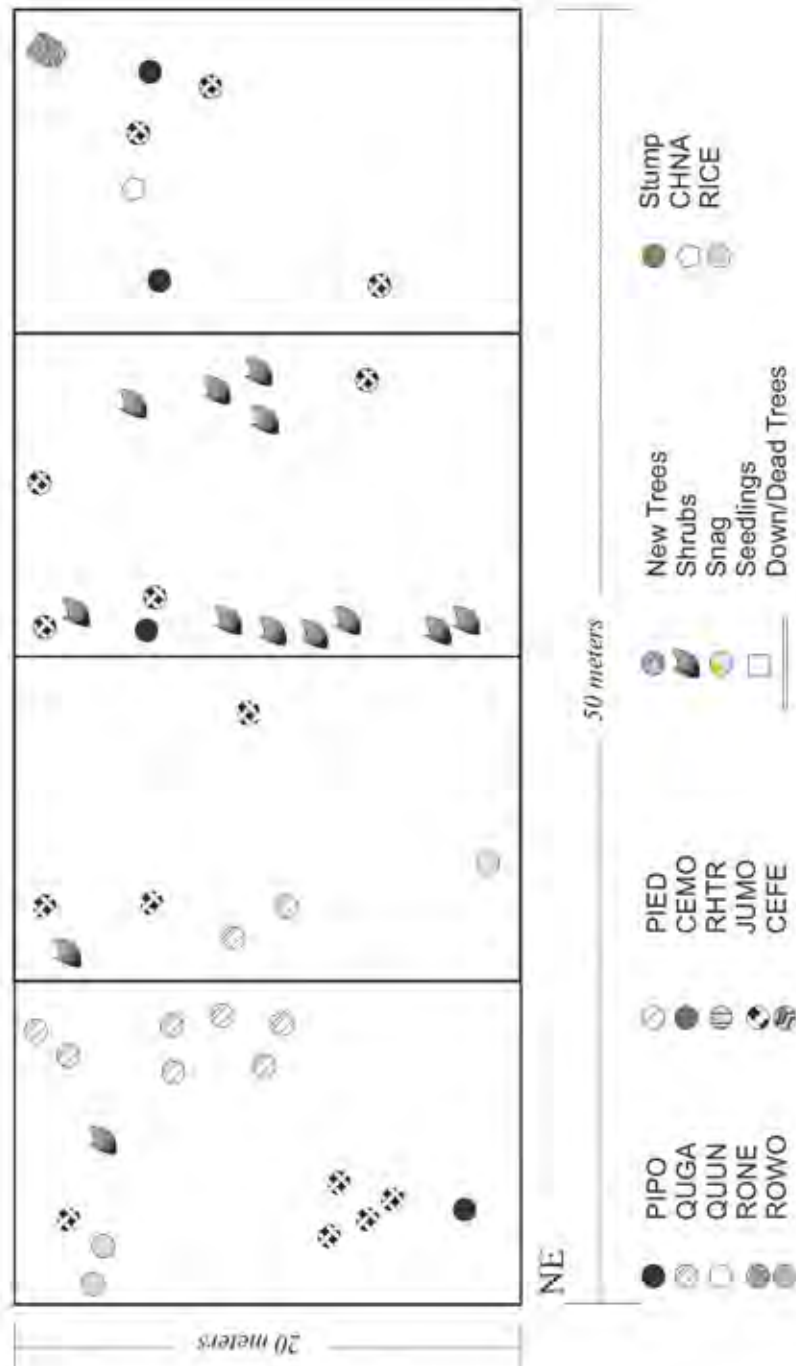 20 meters
NE
50 meters
PIPO
QUGA
QUUN
RONE
ROWO
PIED
CEMO
RHTR
JUMO
CEFE
New Trees
Shrubs
Snag
Seedlings
Down/Dead Trees
Stump
CHNA
RICE